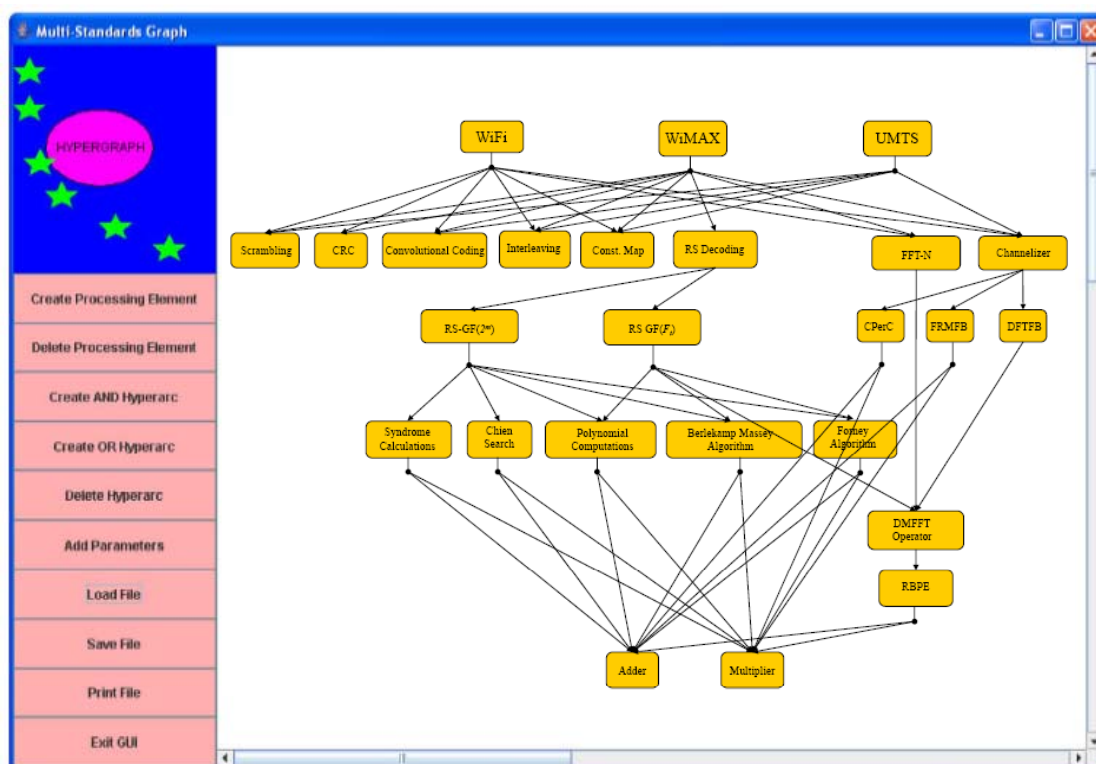 Multi-Standards Graph
HYPERGRAPH
Create Processing Element
Delete Processing Element
Create AND Hyperarc
Create OR Hyperarc
Delete Hyperarc
Add Parameters
Load File
Save File
Print File
Exit GUI
WiFi
WiMAX
UMTS
Scrambling
CRC
Convolutional Coding
Interleaving
Const. Map
RS Decoding
FFT-N
Channelizer
RS-GF(2^m)
RS GF(F_t)
CPerC
FRMFB
DFTFB
Syndrome
Calculations
Chien
Search
Polynomial
Computations
Berlekamp Massey
Algorithm
Forney
Algorithm
DMFFT
Operator
RBPE
Adder
Multiplier